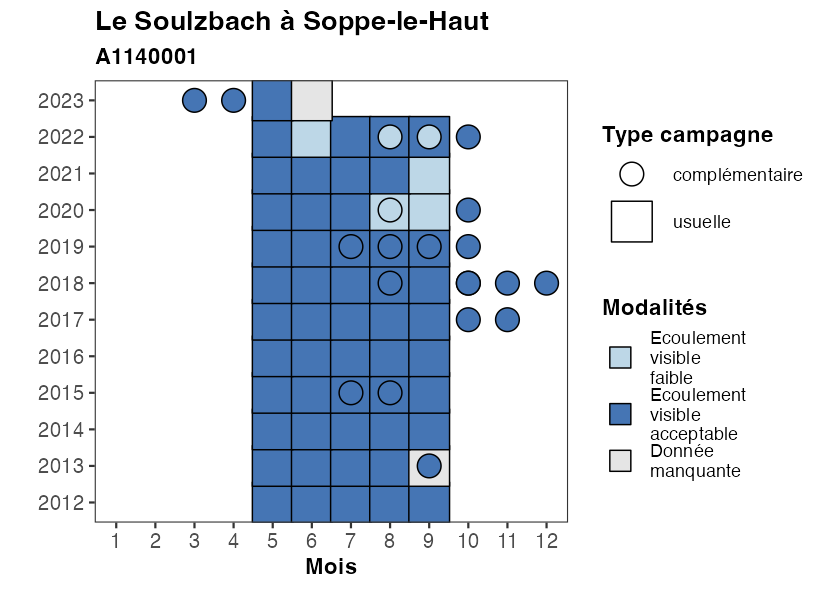 Le Soulzbach à Soppe-le-Haut
A1140001
2023
2022
2021
2020
2019
2018
2017
2016
2015
2014
2013
2012
1 2 3 4 5 6 7 8 9 10 11 12
Mois
Type campagne
complémentaire
usuelle
Modalités
Ecoulement
visible
faible
Ecoulement
visible
acceptable
Donnée
manquante